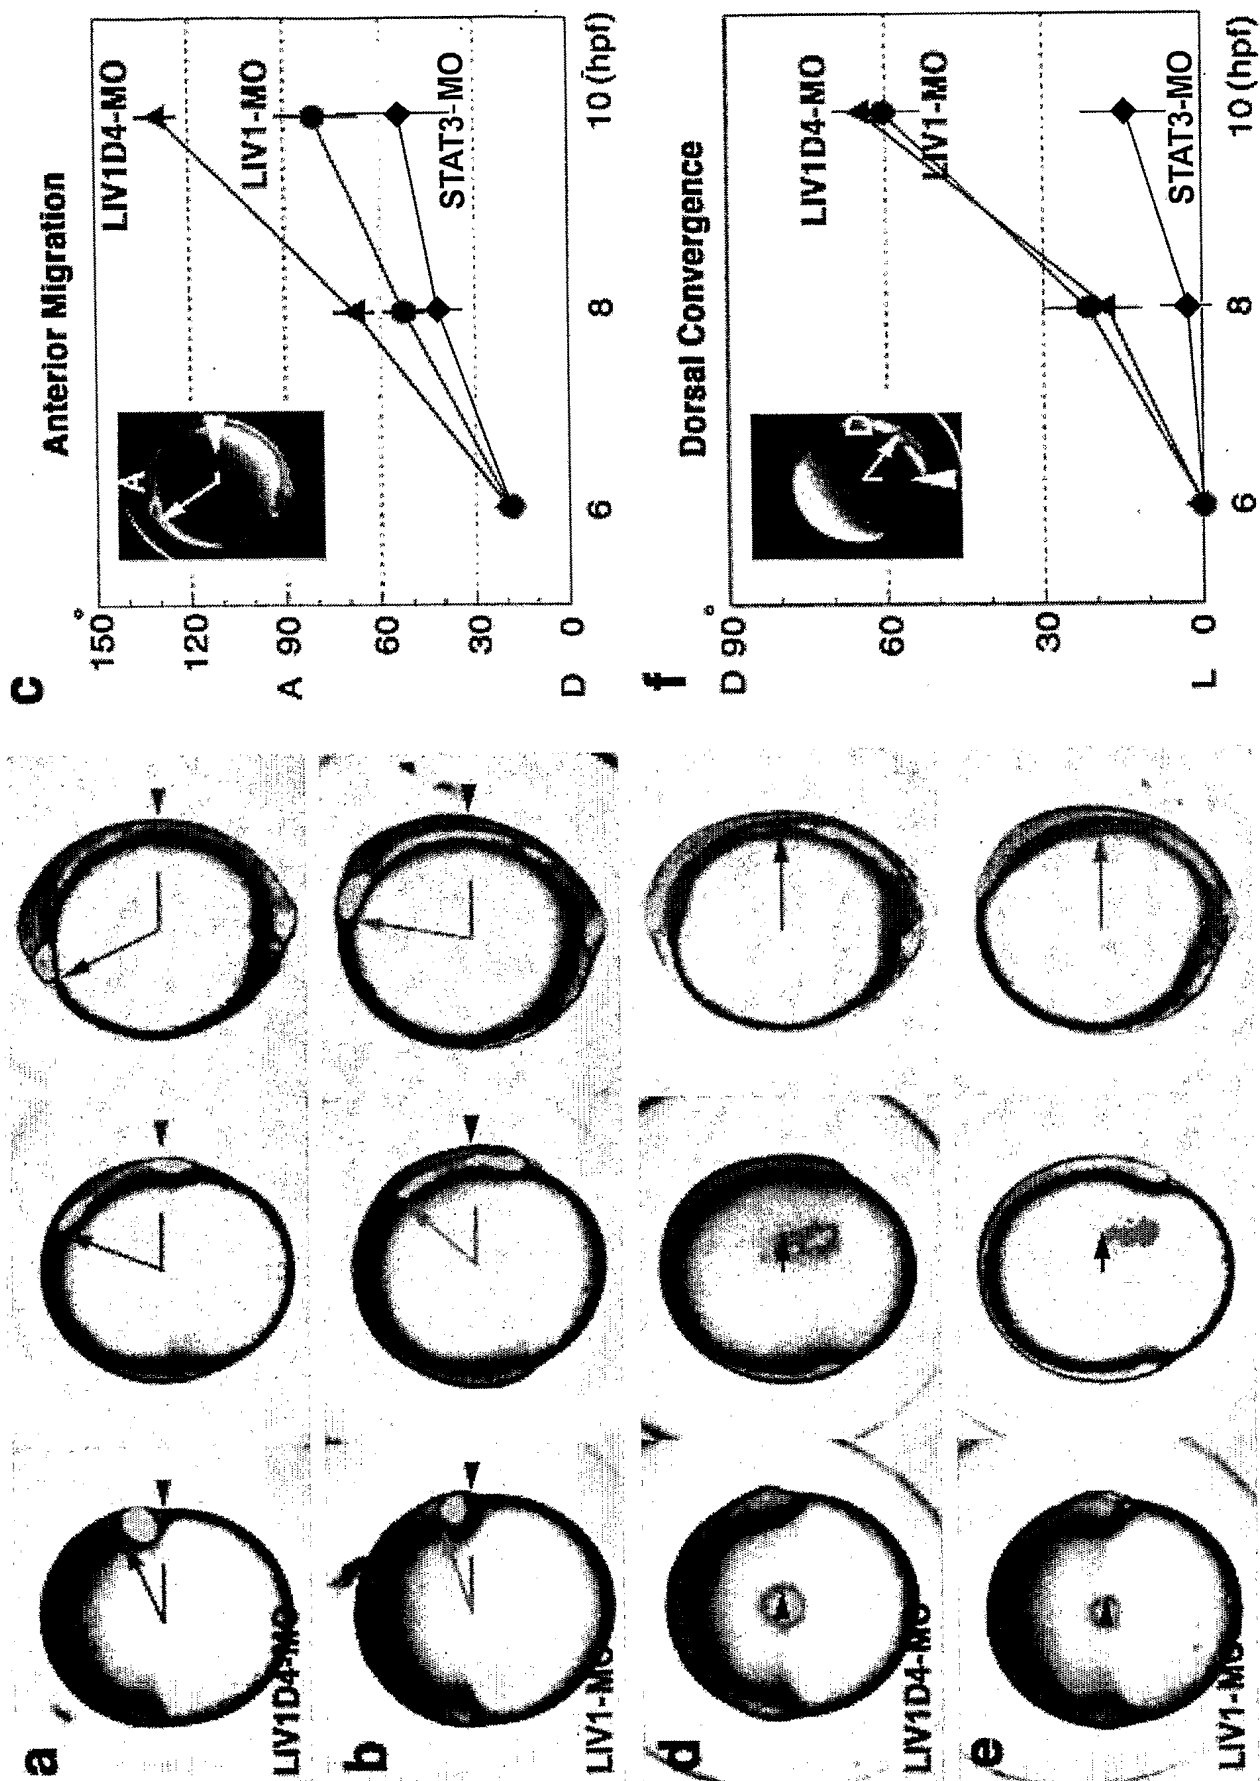 a
LIV1D4-MO
b
LIV1-MO
c
Anterior Migration
150°
120
A
90
60
30
D
0
A
LIV1D4-MO
LIV1-MO
STAT3-MO
6
8
10 (hpf)
d
LIV1D4-MO
e
LIV1-MO
f
Dorsal Convergence
D 90°
60
30
L
0
D
LIV1D4-MO
LIV1-MO
STAT3-MO
6
8
10 (hpf)